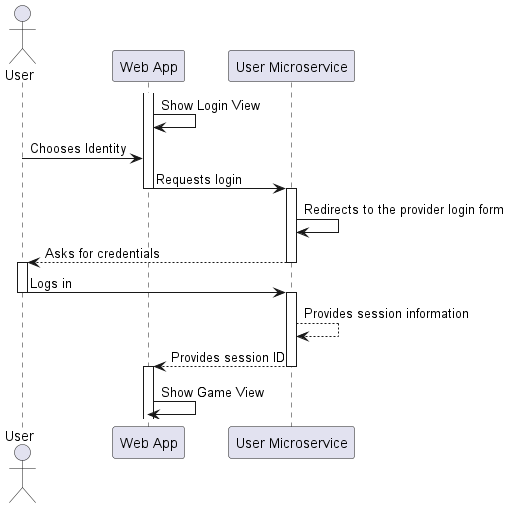 User
Web App
User Microservice
Show Login View
Chooses Identity
Requests login
Redirects to the provider login form
Asks for credentials
Logs in
Provides session information
Provides session ID
Show Game View
User
Web App
User Microservice